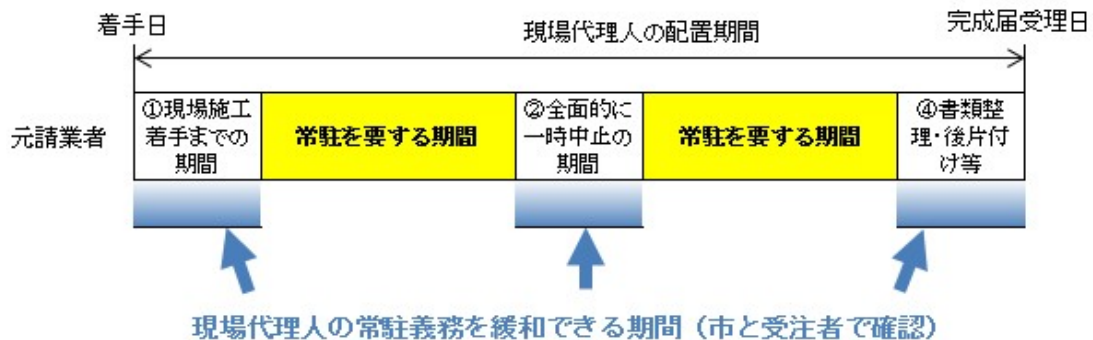 着手日
完成届受理日
現場代理人の配置期間
元請業者
①現場施工
着手までの
期間
常駐を要する期間
②全面的に
一時中止の
期間
常駐を要する期間
④書類整
理・後片付
け等
現場代理人の常駐義務を緩和できる期間（市と受注者で確認）